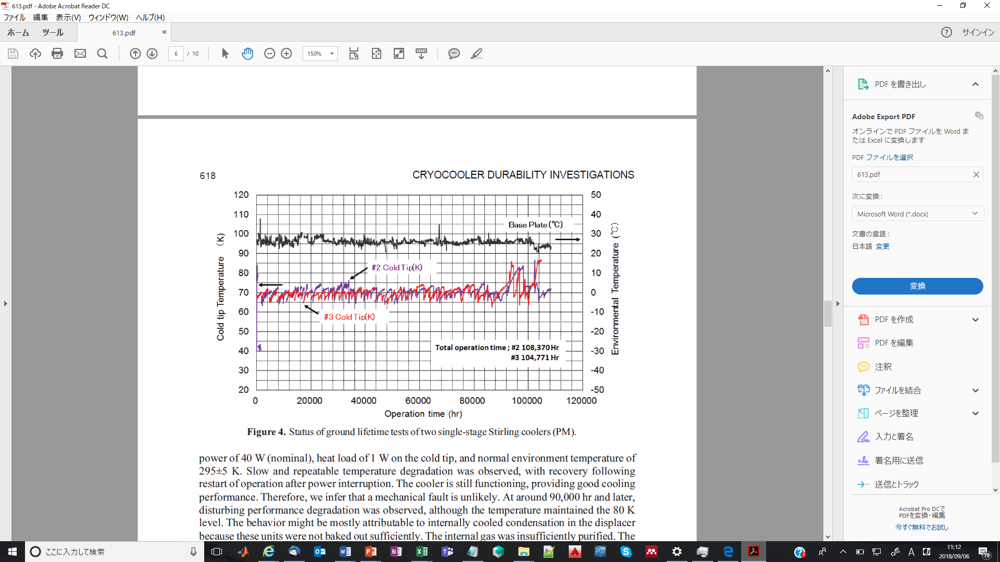 613.pdf - Adobe Acrobat Reader DC
ファイル 編集 表示(V) ウィンドウ(W) ヘルプ(H)
ホーム ツール 613.pdf × ? サインイン
6 / 10 150%
618 CRYOCOOLER DURABILITY INVESTIGATIONS
120
110
100
90
80
70
60
50
40
30
20
Cold tip Temperature (K)
50
40
30
20
10
0
-10
-20
-30
-40
-50
Environmental Temperature (℃)
Base Plate(℃)
#2 Cold Tip(K)
#3 Cold Tip(K)
Total operation time ; #2 108,370 Hr
#3 104,771 Hr
0 20000 40000 60000 80000 100000 120000
Operation time (hr)
Figure 4. Status of ground lifetime tests of two single-stage Stirling coolers (PM).
power of 40 W (nominal), heat load of 1 W on the cold tip, and normal environment temperature of
295±5 K. Slow and repeatable temperature degradation was observed, with recovery following
restart of operation after power interruption. The cooler is still functioning, providing good cooling
performance. Therefore, we infer that a mechanical fault is unlikely. At around 90,000 hr and later,
disturbing performance degradation was observed, although the temperature maintained the 80 K
level. The behavior might be mostly attributable to internally cooled condensation in the displacer
because these units were not baked out sufficiently. The internal gas was insufficiently purified. The
PDF を書き出し
Adobe Export PDF
オンラインで PDF ファイルを Word ま
たは Excel に変換します
PDF ファイルを選択
613.pdf
次に変換 :
Microsoft Word (*.docx)
文書の言語 :
日本語 変更
変換
PDF を作成
PDF を編集
注釈
ファイルを結合
ページを整理
入力と署名
署名用に送信
送信とトラック
Acrobat Pro DCで
PDFを変換・編集
今すぐ無料でお試し
ここに入力して検索
A
11:12
2018/09/06
19